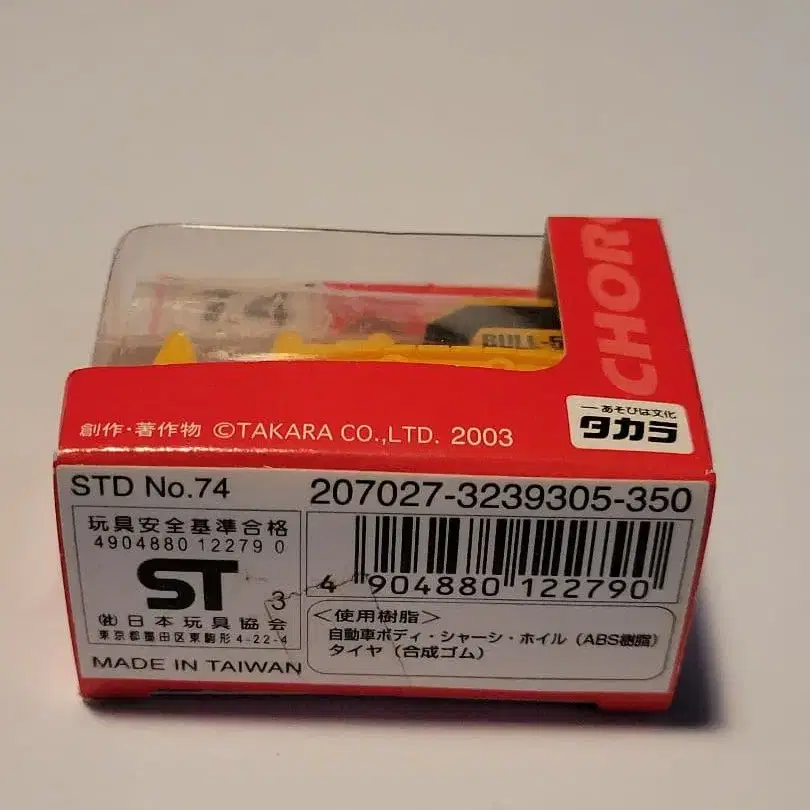 74
BULL-5
CHORO
創作・著作物 ©TAKARA CO.,LTD. 2003
ーあそびは文化
タカラ
STD No.74
207027-3239305-350
玩具安全基準合格
4904880 12279 0
ST
3
(社)日本玩具協会
東京都墨田区東駒形4-22-4
MADE IN TAIWAN
4 904880 122790
<使用樹脂>
自動車ボディ・シャーシ・ホイル(ABS樹脂)
タイヤ(合成ゴム)